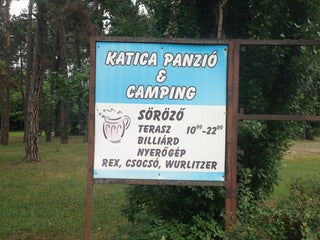 KATICA PANZIÓ
&
CAMPING
SÖRÖZŐ
TERASZ 10⁰⁰-22⁰⁰
BILLIÁRD
NYERŐGÉP
REX, CSOCSÓ, WURLITZER